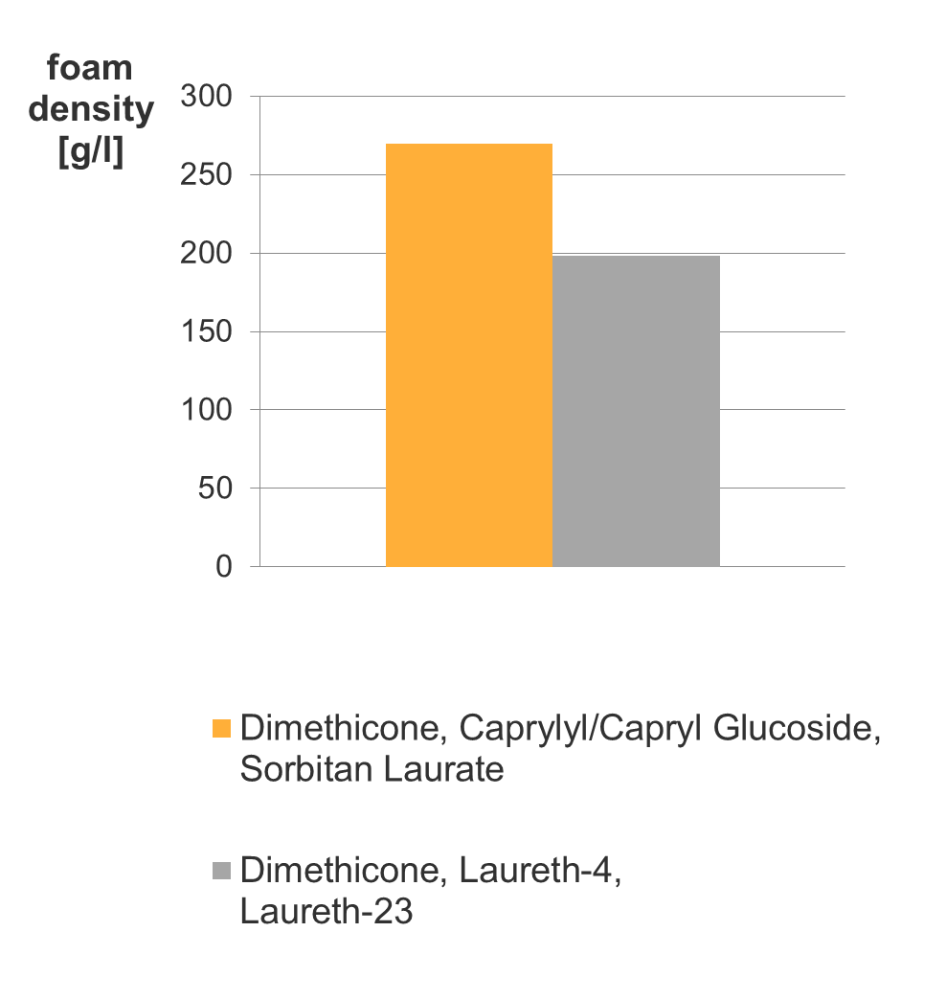 foam
density
[g/l]
300
250
200
150
100
50
0
Dimethicone, Caprylyl/Capryl Glucoside,
Sorbitan Laurate
Dimethicone, Laureth-4,
Laureth-23